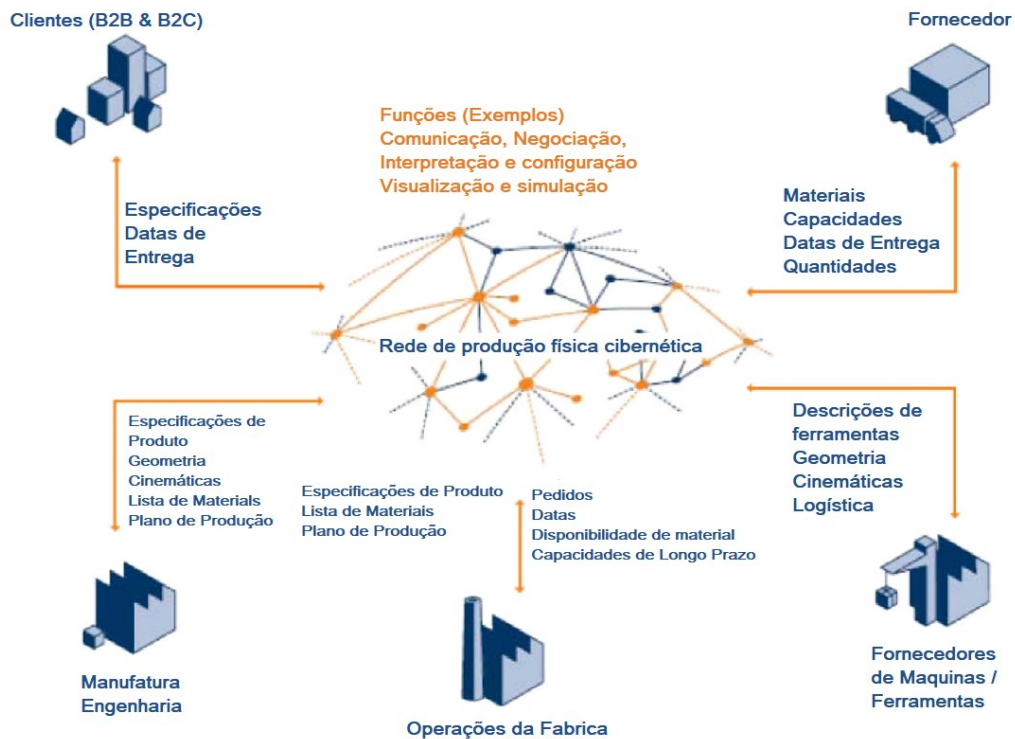 Clientes (B2B & B2C)
Fornecedor
Funções (Exemplos)
Comunicação, Negociação,
Interpretação e configuração
Visualização e simulação
Especificações
Datas de
Entrega
Materiais
Capacidades
Datas de Entrega
Quantidades
Rede de produção física cibernética
Especificações de
Produto
Geometria
Cinemáticas
Lista de Materials
Plano de Produção
Especificações de Produto
Lista de Materiais
Plano de Produção
Pedidos
Datas
Disponibilidade de material
Capacidades de Longo Prazo
Descrições de
ferramentas
Geometria
Cinemáticas
Logística
Manufatura
Engenharia
Operações da Fabrica
Fornecedores
de Maquinas /
Ferramentas